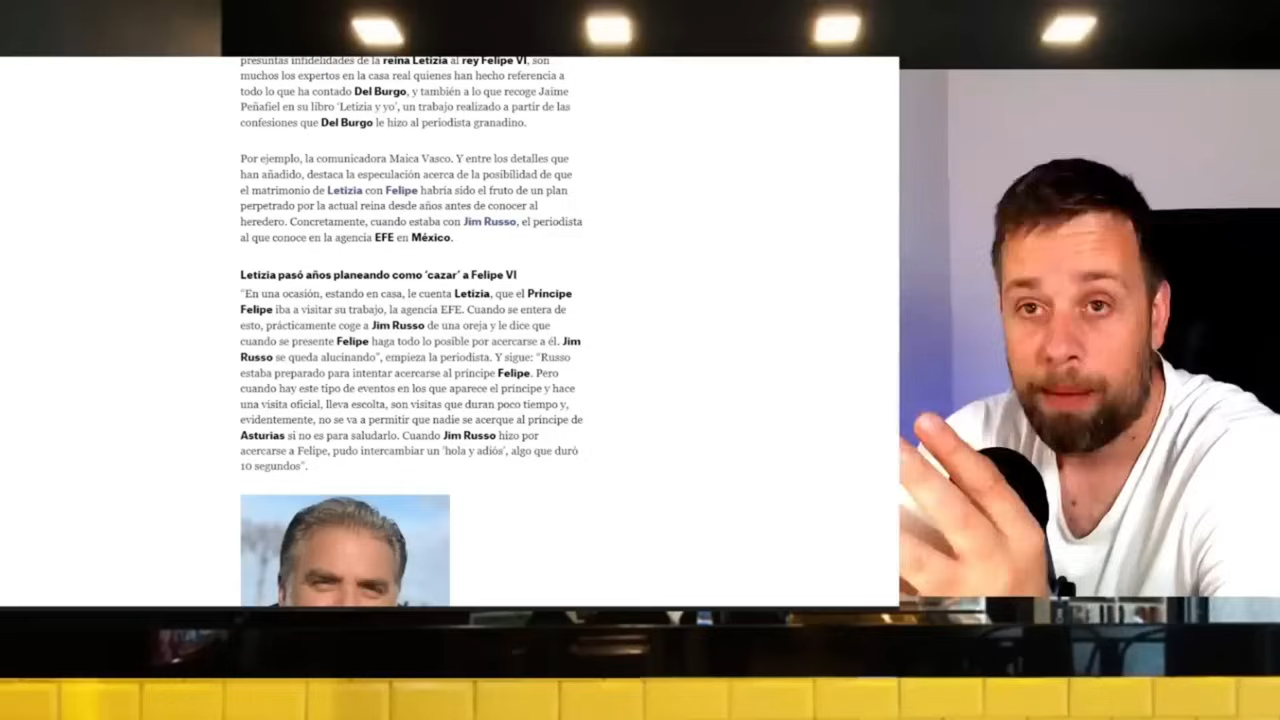 presuntas infidelidades de la reina Letizia al rey Felipe VI, son
muchos los expertos en la casa real quienes han hecho referencia a
todo lo que ha contado Del Burgo, y también a lo que recoge Jaime
Peñafiel en su libro 'Letizia y yo', un trabajo realizado a partir de las
confesiones que Del Burgo le hizo al periodista granadino.
Por ejemplo, la comunicadora Maica Vasco. Y entre los detalles que
han añadido, destaca la especulación acerca de la posibilidad de que
el matrimonio de Letizia con Felipe habría sido el fruto de un plan
perpetrado por la actual reina desde años antes de conocer al
heredero. Concretamente, cuando estaba con Jim Russo, el periodista
al que conoce en la agencia EFE en México.
Letizia pasó años planeando como 'cazar' a Felipe VI
"En una ocasión, estando en casa, le cuenta Letizia, que el Príncipe
Felipe iba a visitar su trabajo, la agencia EFE. Cuando se entera de
esto, prácticamente coge a Jim Russo de una oreja y le dice que
cuando se presente Felipe haga todo lo posible por acercarse a él. Jim
Russo se queda alucinando", empieza la periodista. Y sigue: "Russo
estaba preparado para intentar acercarse al príncipe Felipe. Pero
cuando hay este tipo de eventos en los que aparece el príncipe y hace
una visita oficial, lleva escolta, son visitas que duran poco tiempo y,
evidentemente, no se va a permitir que nadie se acerque al príncipe de
Asturias si no es para saludarlo. Cuando Jim Russo hizo por
acercarse a Felipe, pudo intercambiar un 'hola y adiós', algo que duró
10 segundos".